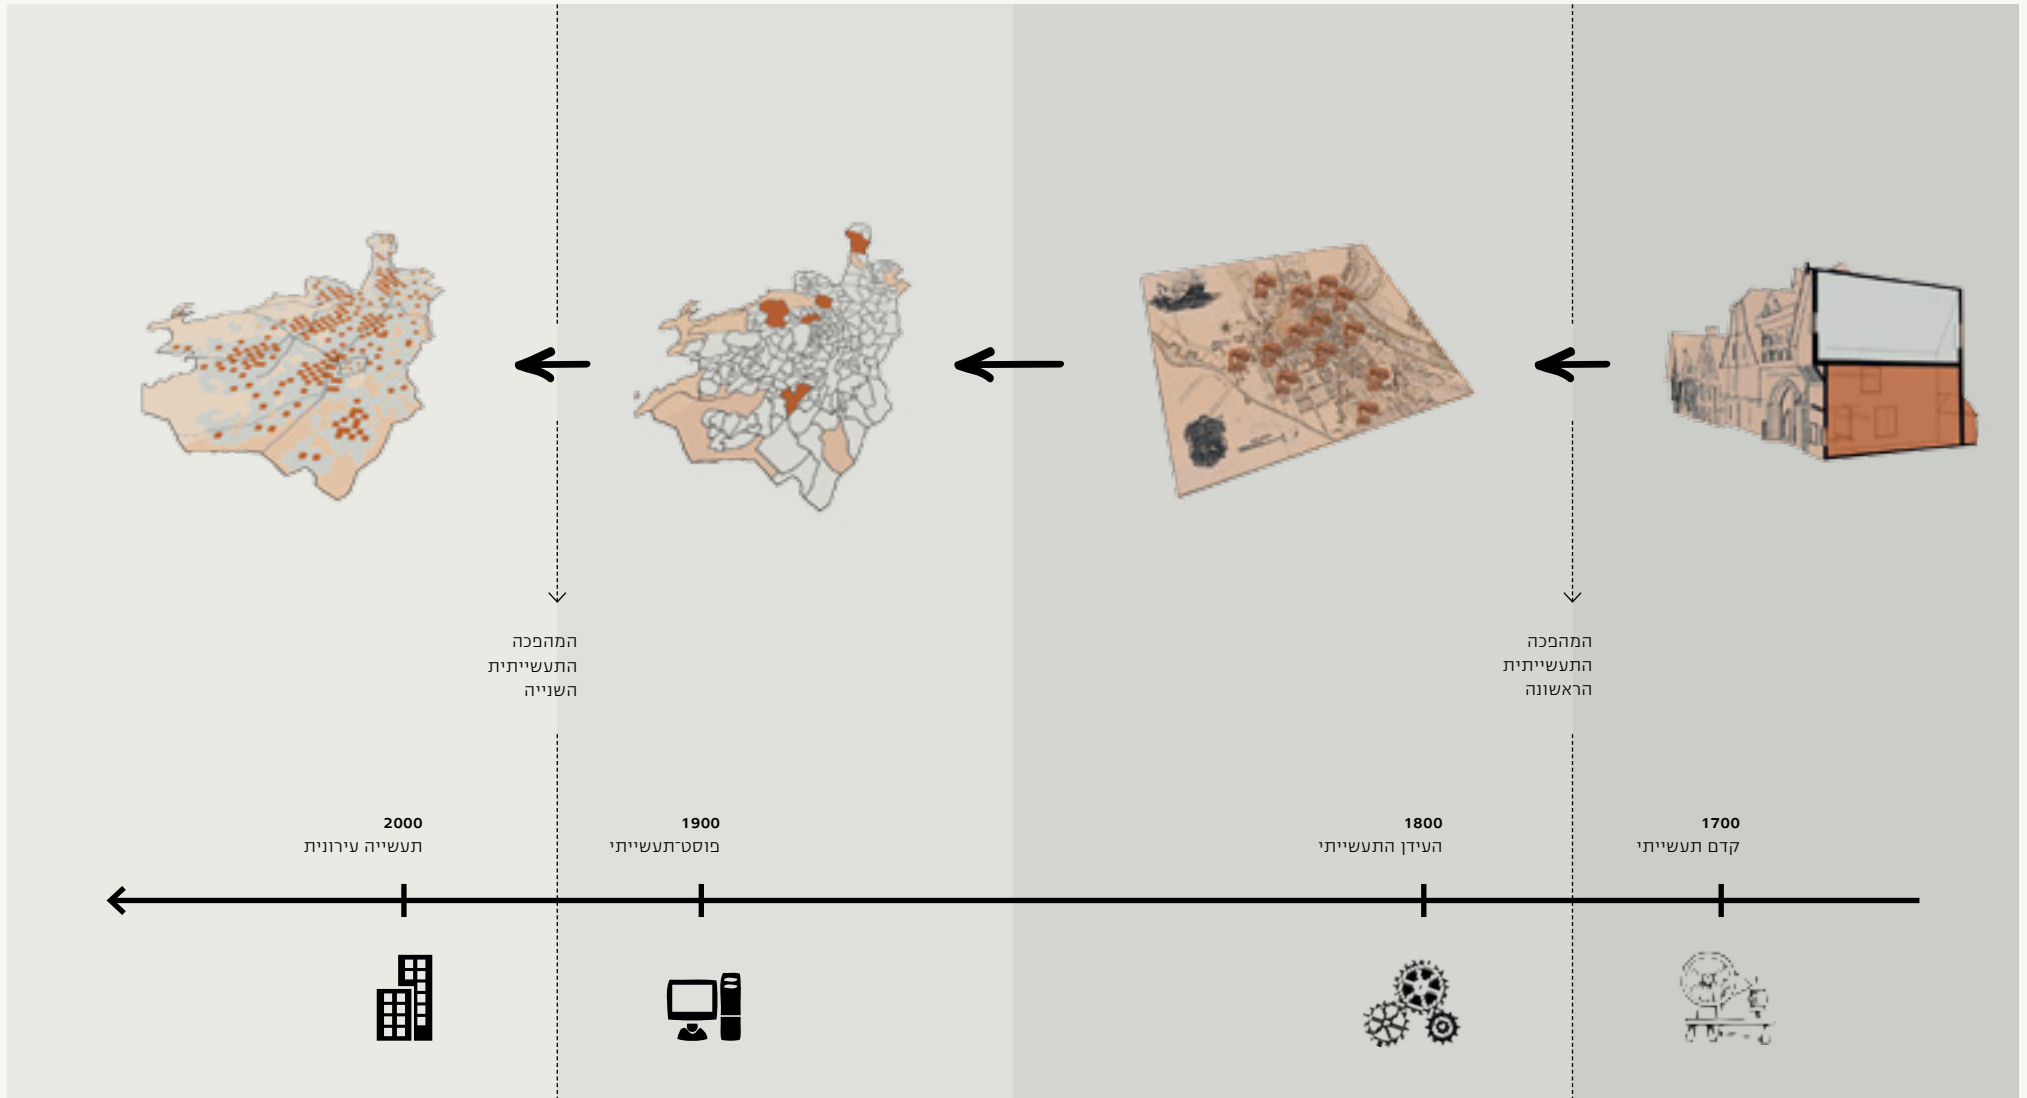 המהפכה
התעשייתית
הראשונה
המהפכה
התעשייתית
השנייה
1700
קדם תעשייתי
1800
העידן התעשייתי
1900
פוסט־תעשייתי
2000
תעשייה עירונית